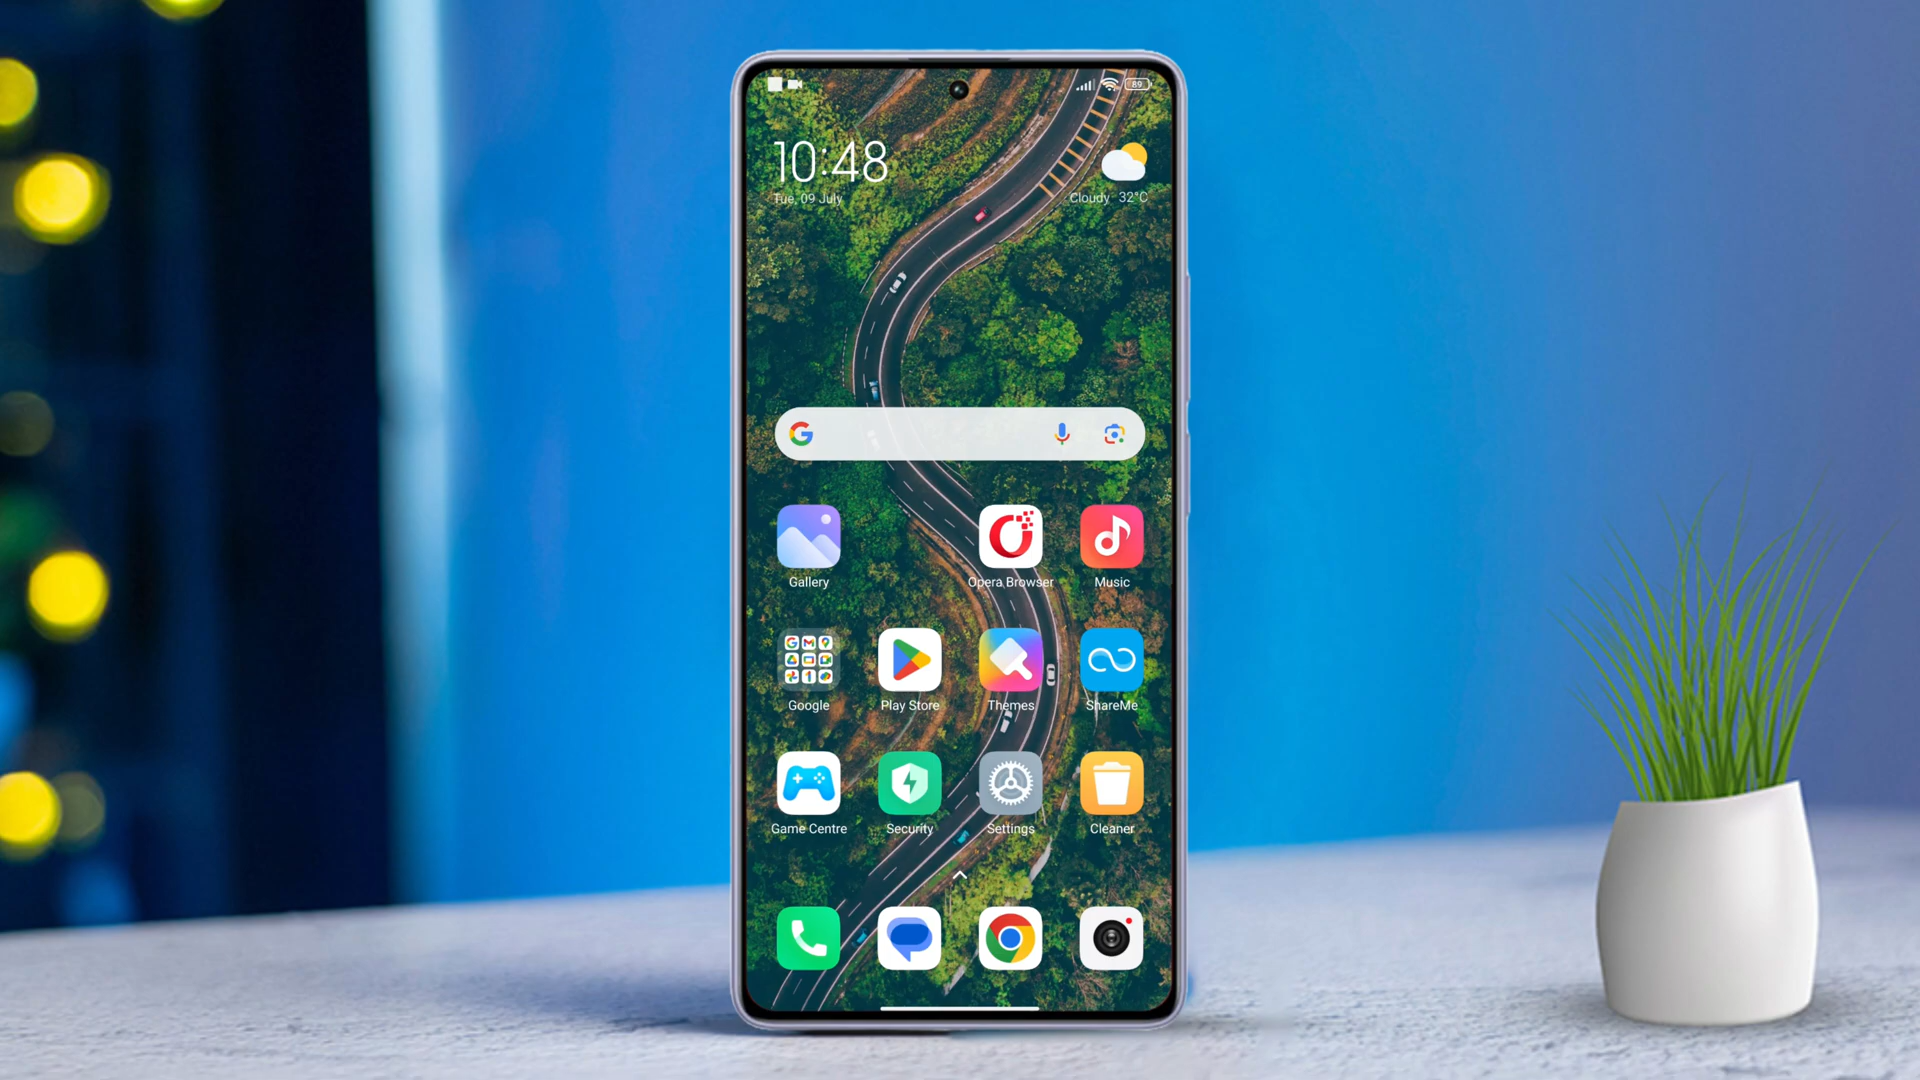 89
10:48
Tue, 09 July
Cloudy 32°C
Gallery
Opera Browser
Music
Google
Play Store
Themes
ShareMe
Game Centre
Security
Settings
Cleaner